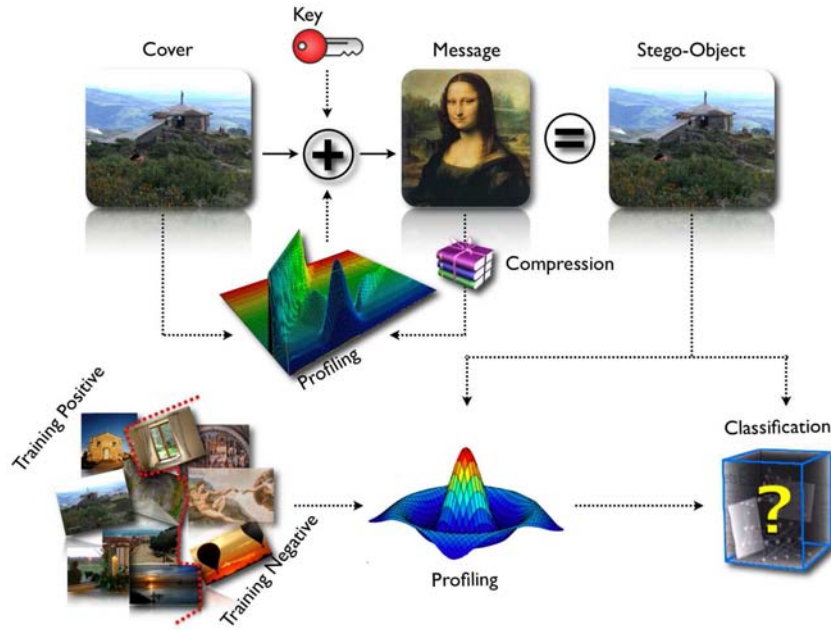 Key
Cover
Message
Stego-Object
Compression
Profiling
Training Positive
Training Negative
Profiling
Classification
?